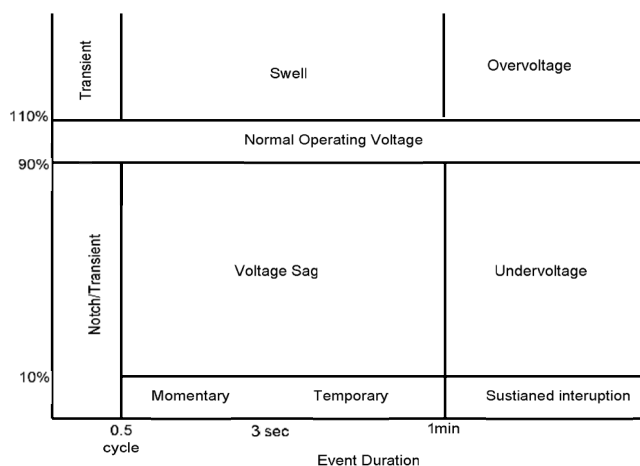 Transient
Swell
Overvoltage
110%
Normal Operating Voltage
90%
Notch/Transient
Voltage Sag
Undervoltage
10%
Momentary
Temporary
Sustianed interuption
0.5
cycle
3 sec
1min
Event Duration